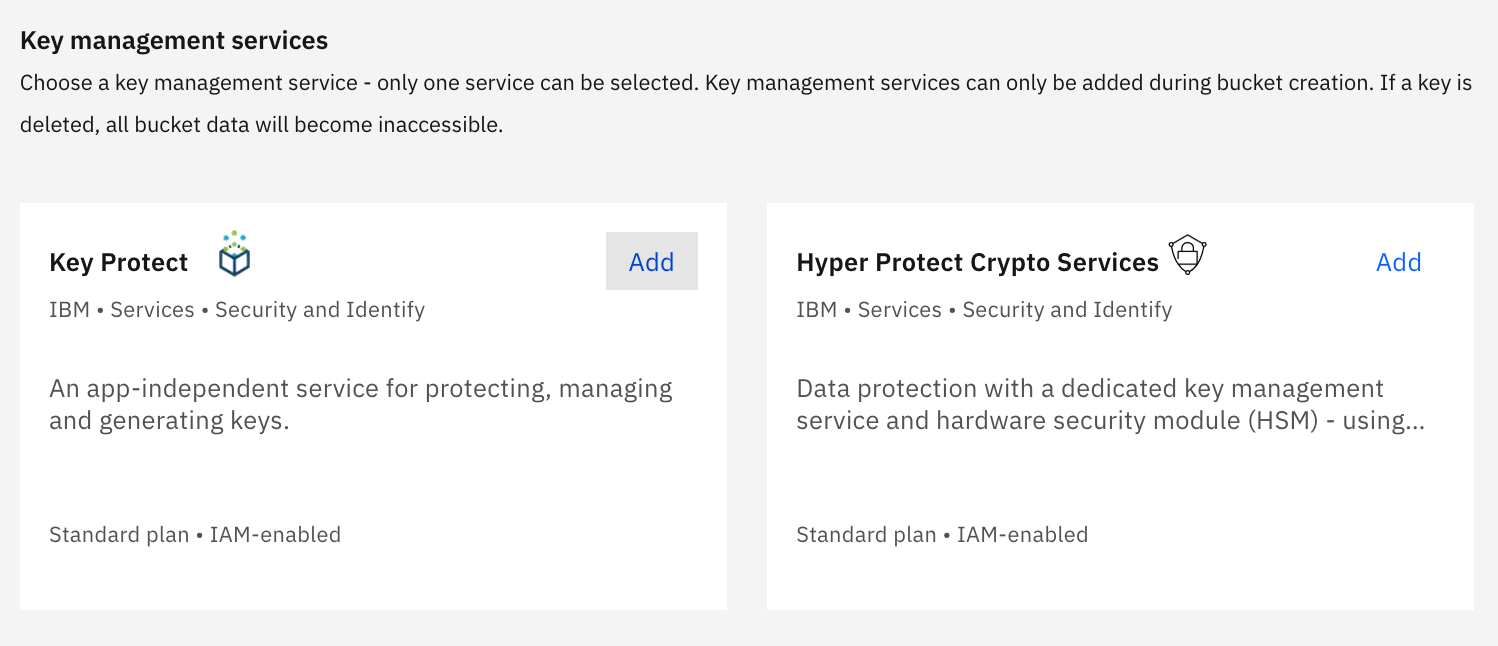 Key management services
Choose a key management service - only one service can be selected. Key management services can only be added during bucket creation. If a key is
deleted, all bucket data will become inaccessible.
Key Protect
Add
IBM • Services • Security and Identify
An app-independent service for protecting, managing
and generating keys.
Standard plan • IAM-enabled
Hyper Protect Crypto Services
Add
IBM • Services • Security and Identify
Data protection with a dedicated key management
service and hardware security module (HSM) - using...
Standard plan • IAM-enabled